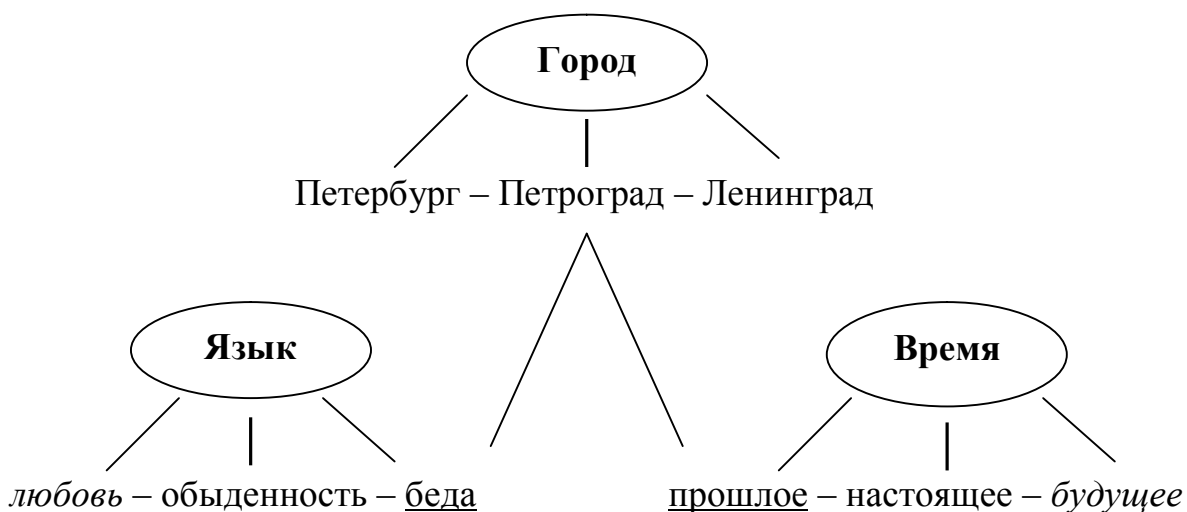 Город
Петербург – Петроград – Ленинград
Язык
Время
любовь – обыденность – беда
прошлое – настоящее – будущее